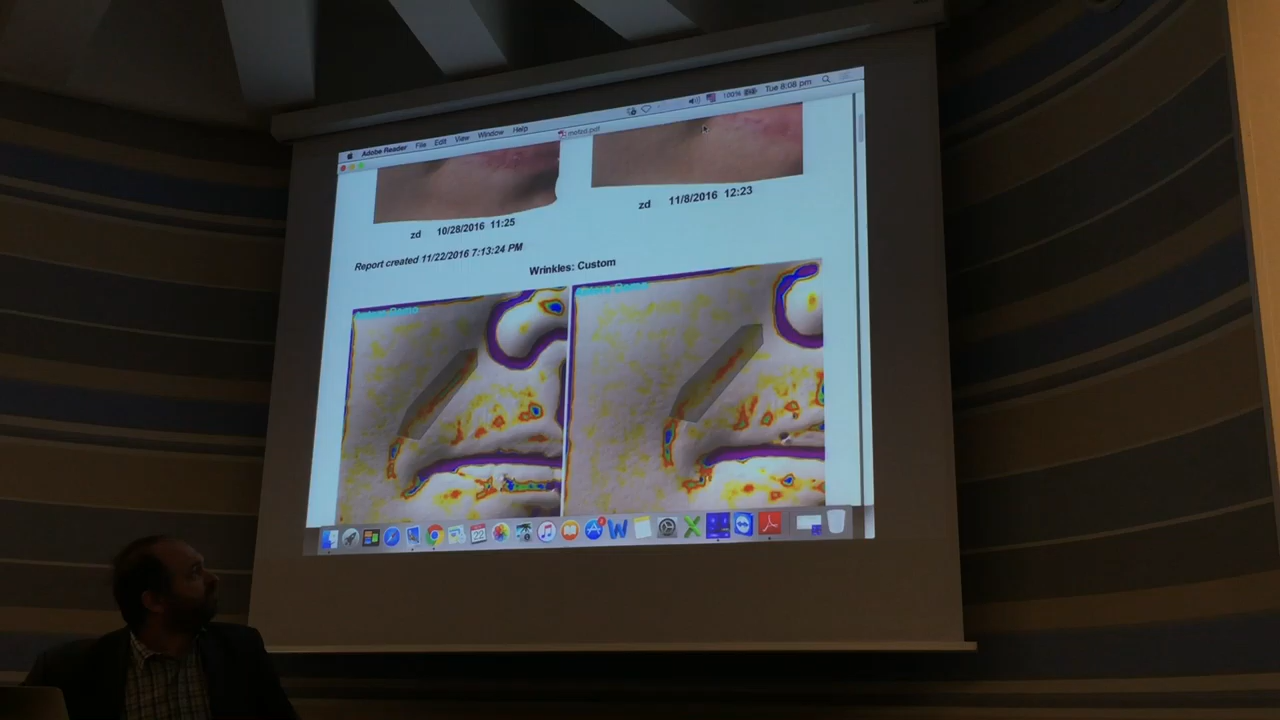 Adobe Reader File Edit View Window Help
100% Tue 8:08 pm
zd 10/28/2016 11:25
zd 11/8/2016 12:23
Report created 11/22/2016 7:13:24 PM
Wrinkles: Custom